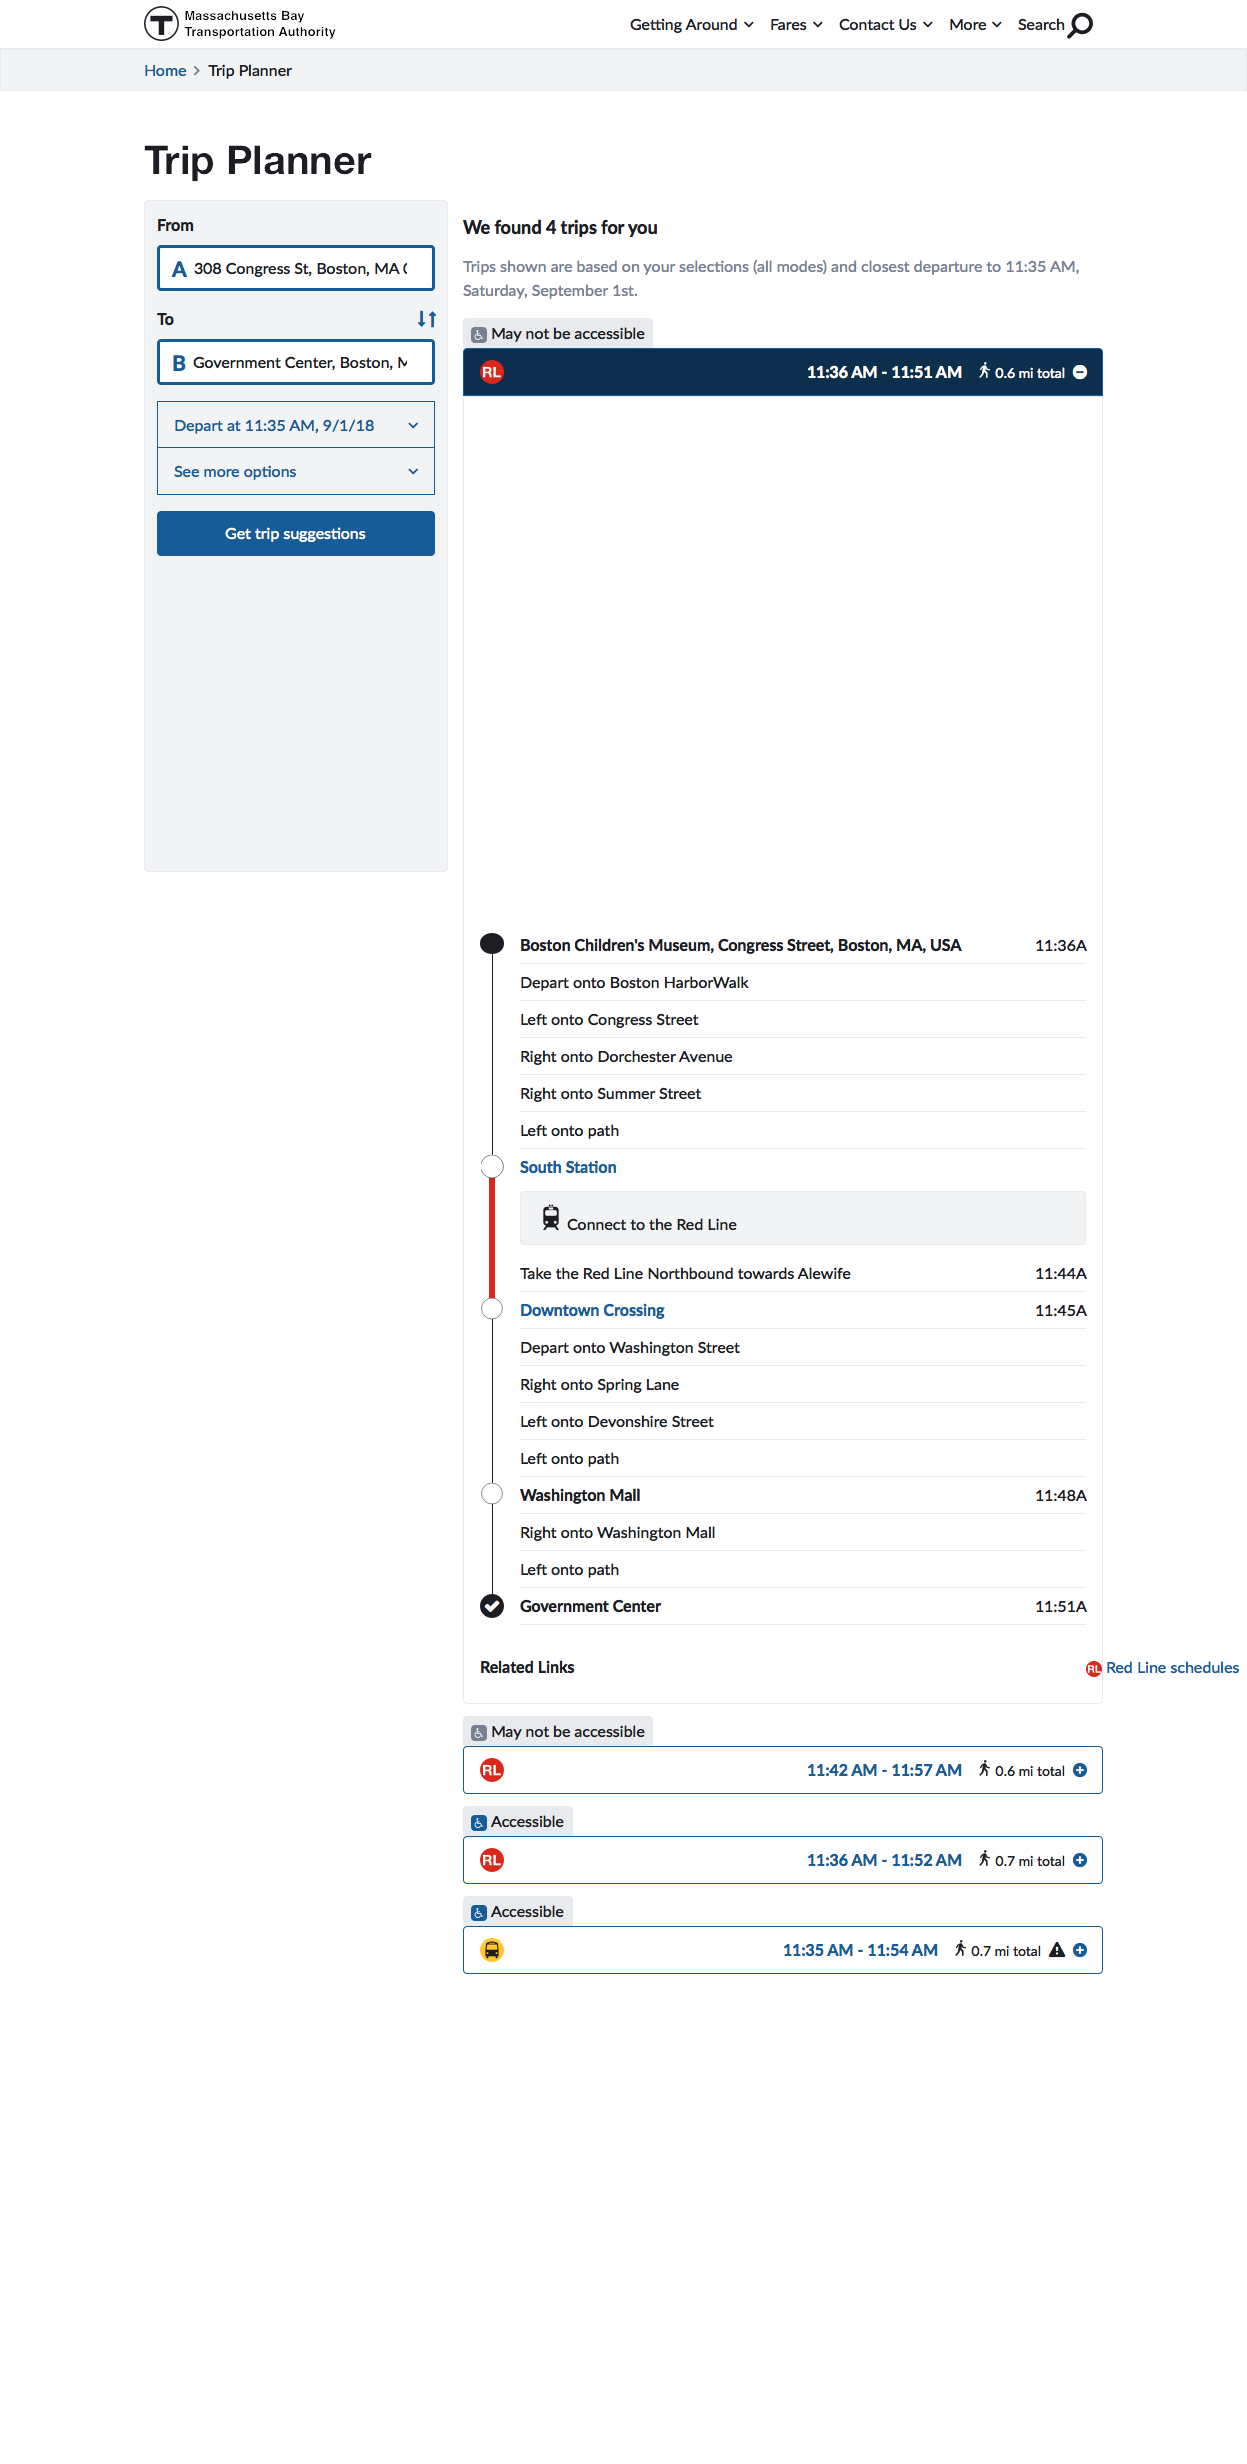 Massachusetts Bay
Transportation Authority
Getting Around
Fares
Contact Us
More
Search
Home
Trip Planner
Trip Planner
From
A 308 Congress St, Boston, MA
To
B Government Center, Boston,
Depart at 11:35 AM, 9/1/18
See more options
Get trip suggestions
We found 4 trips for you
Trips shown are based on your selections (all modes) and closest departure to 11:35 AM,
Saturday, September 1st.
May not be accessible
RL 11:36 AM - 11:51 AM 0.6 mi total
Boston Children's Museum, Congress Street, Boston, MA, USA 11:36A
Depart onto Boston HarborWalk
Left onto Congress Street
Right onto Dorchester Avenue
Right onto Summer Street
Left onto path
South Station
Connect to the Red Line
Take the Red Line Northbound towards Alewife 11:44A
Downtown Crossing 11:45A
Depart onto Washington Street
Right onto Spring Lane
Left onto Devonshire Street
Left onto path
Washington Mall 11:48A
Right onto Washington Mall
Left onto path
Government Center 11:51A
Related Links RL Red Line schedules
May not be accessible
RL 11:42 AM - 11:57 AM 0.6 mi total
Accessible
RL 11:36 AM - 11:52 AM 0.7 mi total
Accessible
11:35 AM - 11:54 AM 0.7 mi total